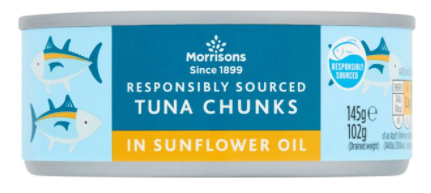 Morrisons
Since 1899
RESPONSIBLY SOURCED
TUNA CHUNKS
IN SUNFLOWER OIL
RESPONSIBLY
SOURCED
145g℮
102g
(Drained weight)